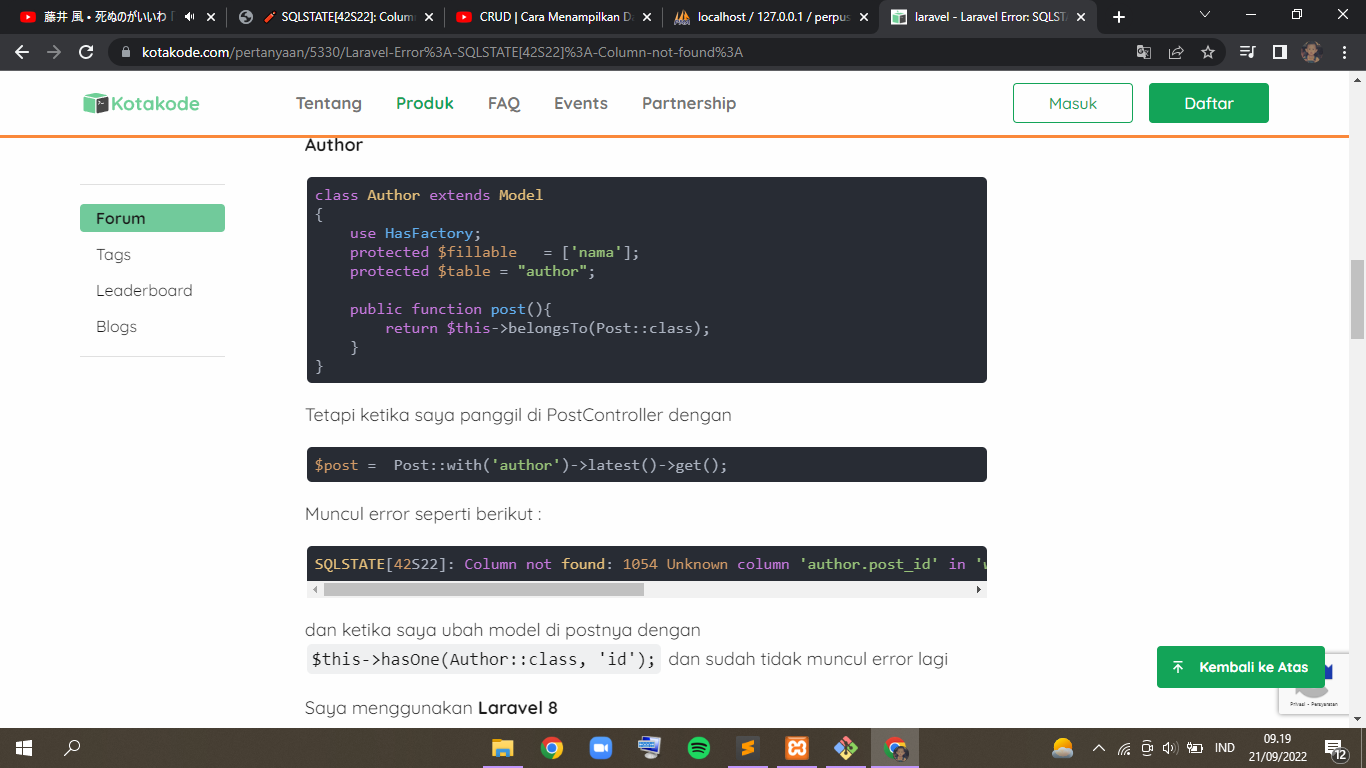 藤井 風 • 死ぬのがいいわ
SQLSTATE[42S22]: Colum
CRUD | Cara Menampilkan D
localhost / 127.0.0.1 / perpus
laravel - Laravel Error: SQLST
kotakode.com/pertanyaan/5330/Laravel-Error%3A-SQLSTATE[42S22]%3A-Column-not-found%3A
Kotakode
Tentang
Produk
FAQ
Events
Partnership
Masuk
Daftar
Forum
Tags
Leaderboard
Blogs
Author
class Author extends Model
{
    use HasFactory;
    protected $fillable   = ['nama'];
    protected $table = "author";
    public function post(){
        return $this->belongsTo(Post::class);
    }
}
Tetapi ketika saya panggil di PostController dengan
$post =  Post::with('author')->latest()->get();
Muncul error seperti berikut :
SQLSTATE[42S22]: Column not found: 1054 Unknown column 'author.post_id' in '
dan ketika saya ubah model di postnya dengan
$this->hasOne(Author::class, 'id'); dan sudah tidak muncul error lagi
Saya menggunakan Laravel 8
Kembali ke Atas
Privasi - Persyaratan
IND
09.19
21/09/2022
12